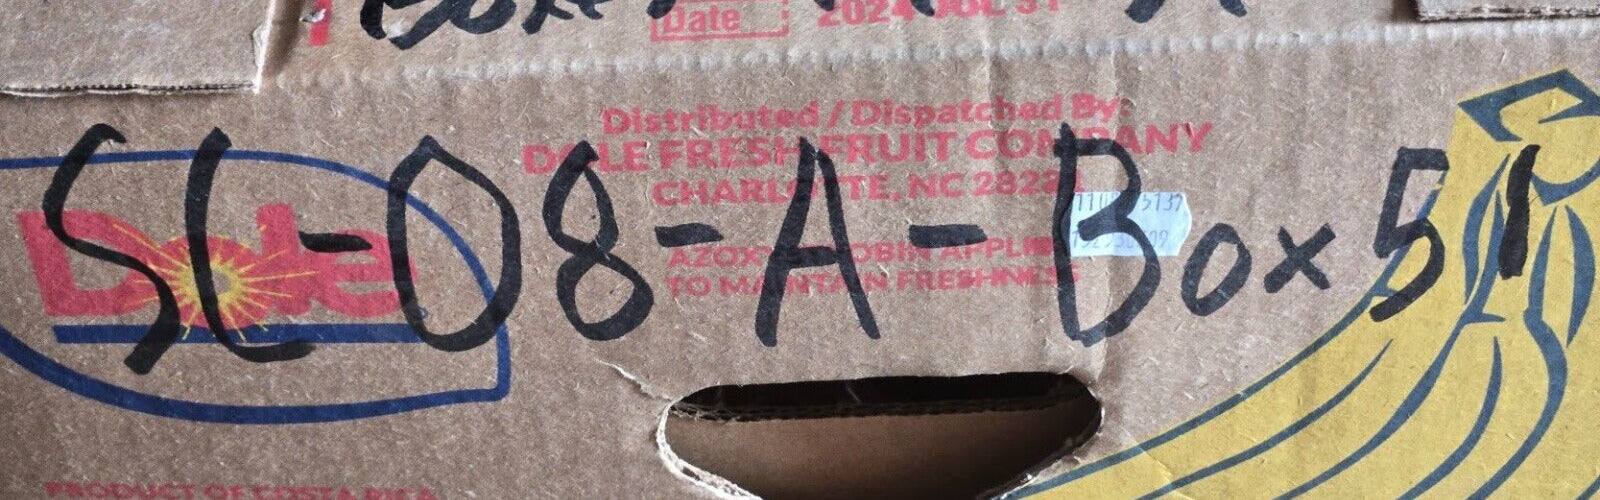 Date
2024 JUL 31
Distributed / Dispatched By:
DOLE FRESH FRUIT COMPANY
CHARLOTTE, NC 28224
SL-08-A-Box 51
Dole
TO MAINTAIN FRESHNESS
PRODUCT OF COSTA RICA